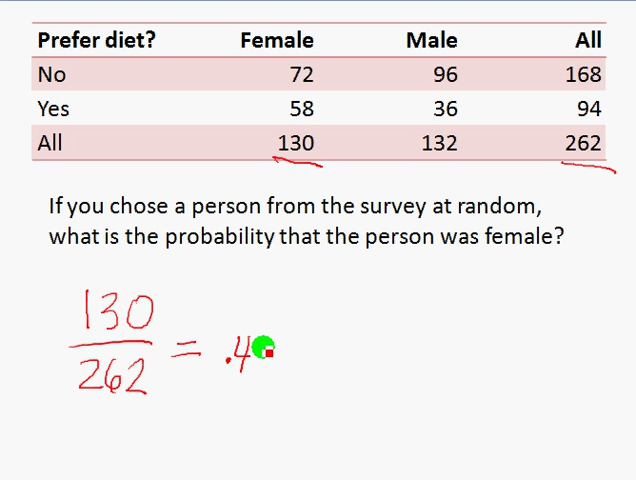 Prefer diet? Female Male All
No 72 96 168
Yes 58 36 94
All 130 132 262
If you chose a person from the survey at random,
what is the probability that the person was female?
130
262 = .4